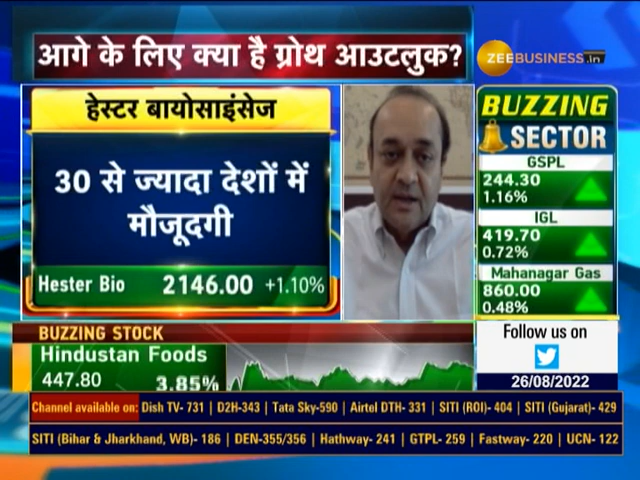 आगे के लिए क्या है ग्रोथ आउटलुक?
ZEEBUSINESS.in
हेस्टर बायोसाइंसेज
30 से ज्यादा देशों में
मौजूदगी
Hester Bio 2146.00 +1.10%
BUZZING
SECTOR
GSPL
244.30
1.16%
IGL
419.70
0.72%
Mahanagar Gas
860.00
0.48%
BUZZING STOCK
Hindustan Foods
447.80 3.85%
Follow us on
26/08/2022
Channel available on: Dish TV- 731 | D2H-343 | Tata Sky-590 | Airtel DTH- 331 | SITI (ROI)- 404 | SITI (Gujarat)- 429
SITI (Bihar & Jharkhand, WB)- 186 | DEN-355/356 | Hathway- 241 | GTPL- 259 | Fastway- 220 | UCN- 122